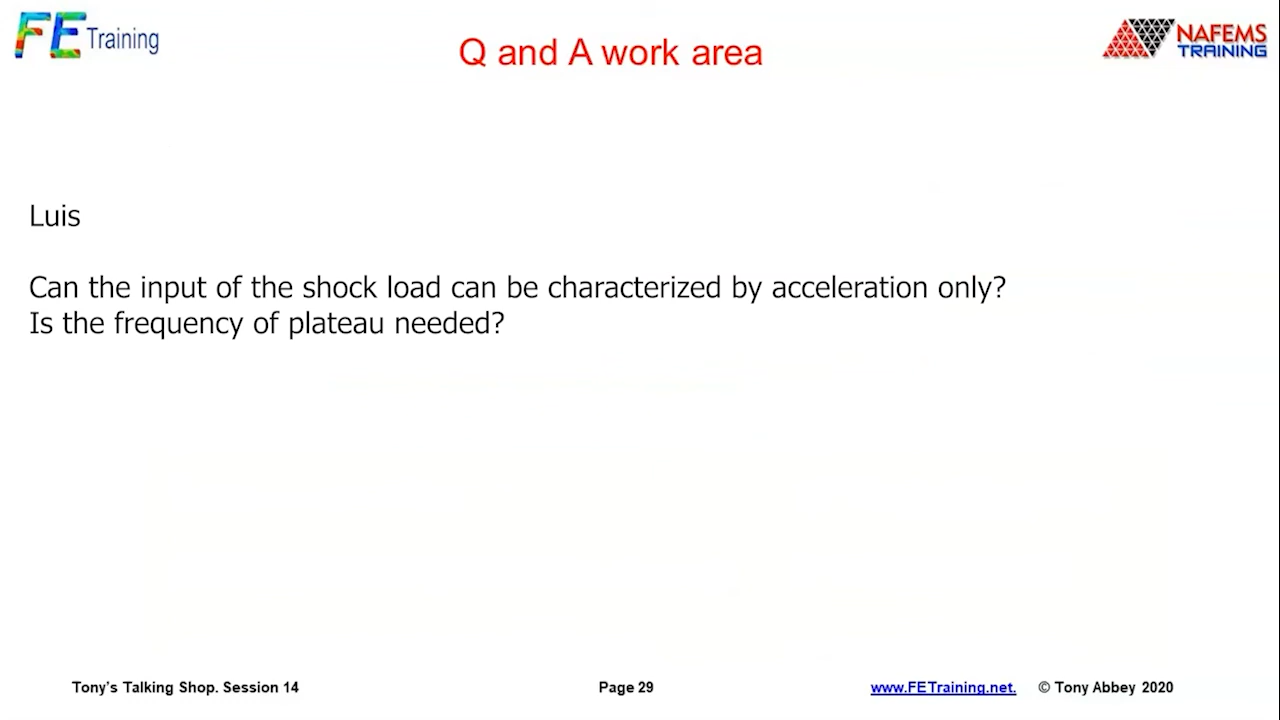 FE Training
Q and A work area
NAFEMS
TRAINING
Luis
Can the input of the shock load can be characterized by acceleration only?
Is the frequency of plateau needed?
Tony's Talking Shop. Session 14
Page 29
www.FETraining.net.
© Tony Abbey 2020